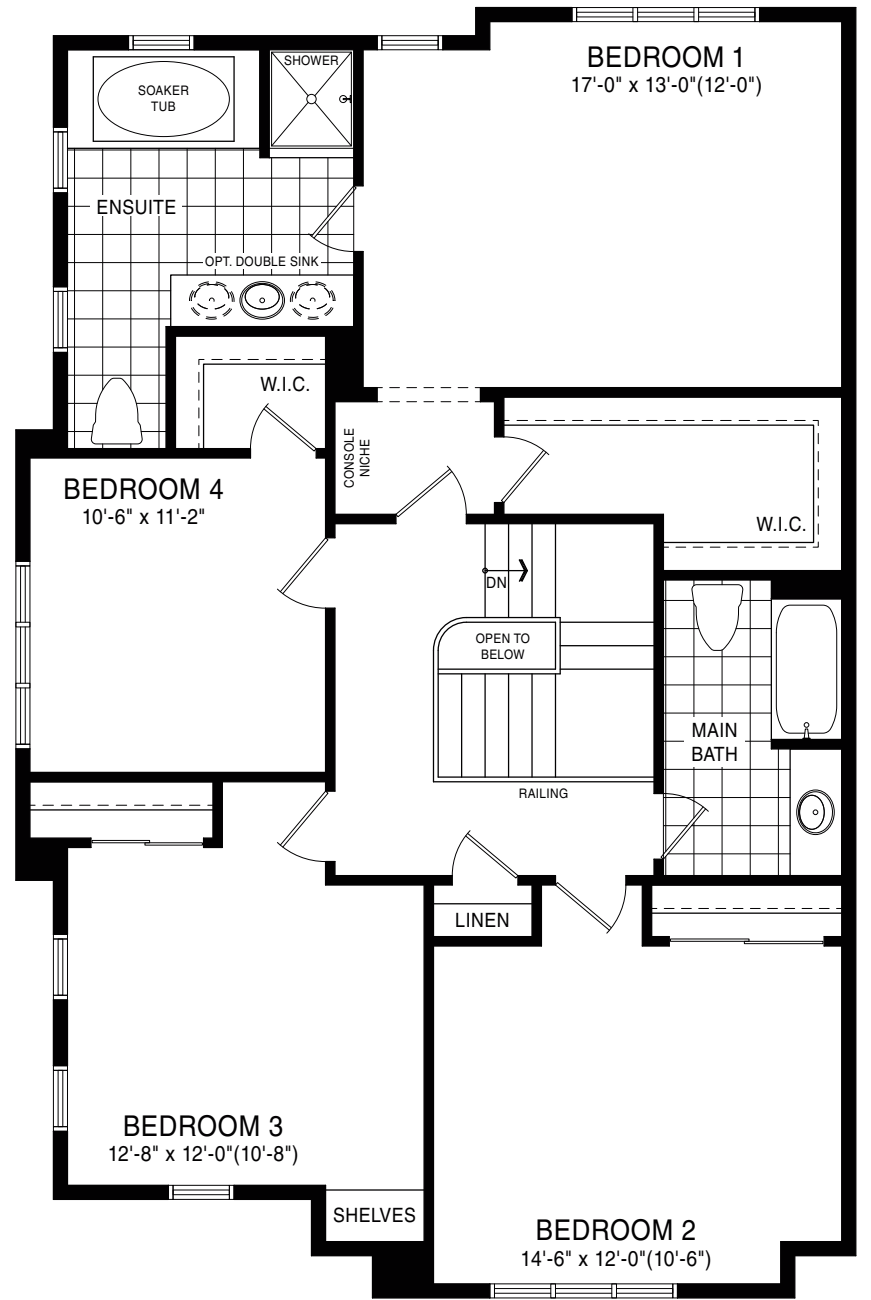 BEDROOM 1
17'-0" x 13'-0"(12'-0")
SHOWER
SOAKER
TUB
ENSUITE
OPT. DOUBLE SINK
W.I.C.
CONSOLE
NICHE
BEDROOM 4
10'-6" x 11'-2"
W.I.C.
DN
OPEN TO
BELOW
MAIN
BATH
RAILING
LINEN
BEDROOM 3
12'-8" x 12'-0"(10'-8")
SHELVES
BEDROOM 2
14'-6" x 12'-0"(10'-6")